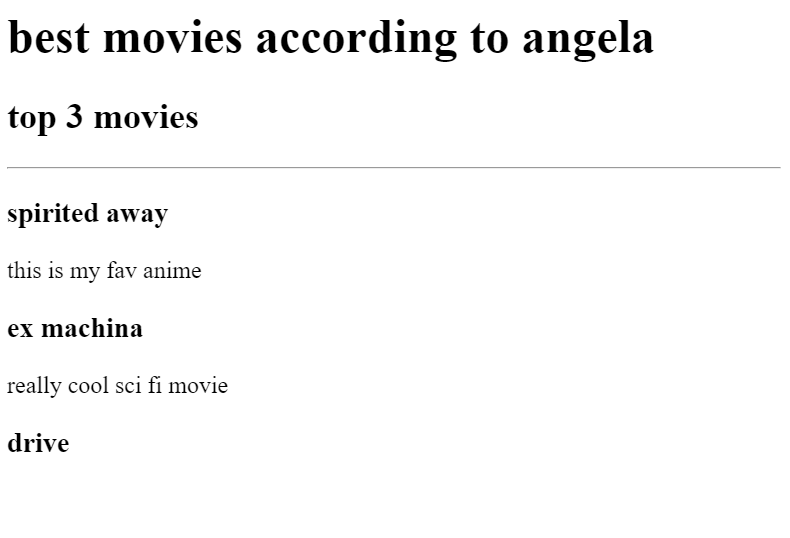 best movies according to angela
top 3 movies
spirited away
this is my fav anime
ex machina
really cool sci fi movie
drive